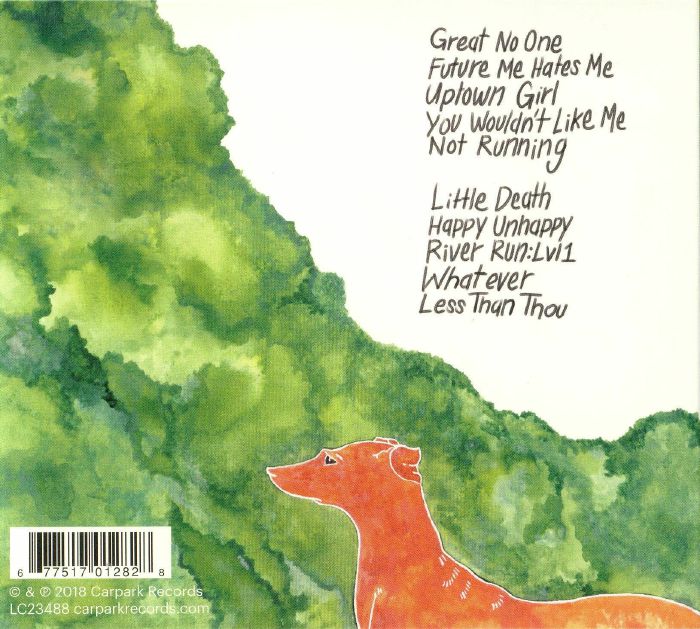 Great No One
Future Me Hates Me
Uptown Girl
You Wouldn't Like Me
Not Running
Little Death
Happy Unhappy
River Run:Lvl1
Whatever
Less Than Thou
6 77517 01282 8
© & ℗ 2018 Carpark Records
LC23488 carparkrecords.com